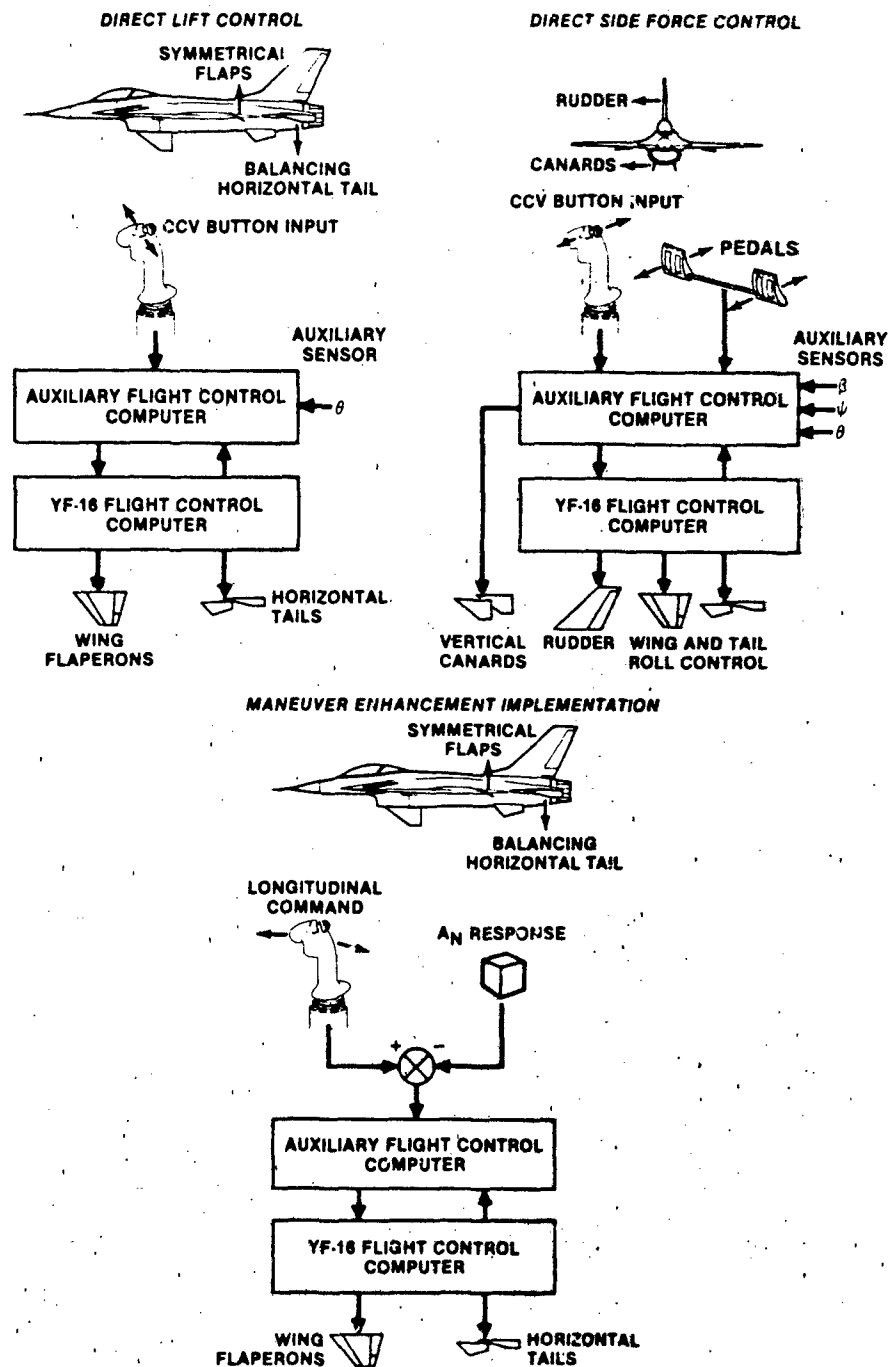 DIRECT LIFT CONTROL
SYMMETRICAL
FLAPS
BALANCING
HORIZONTAL TAIL
CCV BUTTON INPUT
AUXILIARY
SENSOR
AUXILIARY FLIGHT CONTROL
COMPUTER
θ
YF-16 FLIGHT CONTROL
COMPUTER
WING
FLAPERONS
HORIZONTAL
TAILS
DIRECT SIDE FORCE CONTROL
RUDDER
CANARDS
CCV BUTTON INPUT
PEDALS
AUXILIARY
SENSORS
AUXILIARY FLIGHT CONTROL
COMPUTER
β
ψ
θ
YF-16 FLIGHT CONTROL
COMPUTER
VERTICAL
CANARDS
RUDDER
WING AND TAIL
ROLL CONTROL
MANEUVER ENHANCEMENT IMPLEMENTATION
SYMMETRICAL
FLAPS
BALANCING
HORIZONTAL TAIL
LONGITUDINAL
COMMAND
AN RESPONSE
+ −
AUXILIARY FLIGHT CONTROL
COMPUTER
YF-16 FLIGHT CONTROL
COMPUTER
WING
FLAPERONS
HORIZONTAL
TAILS